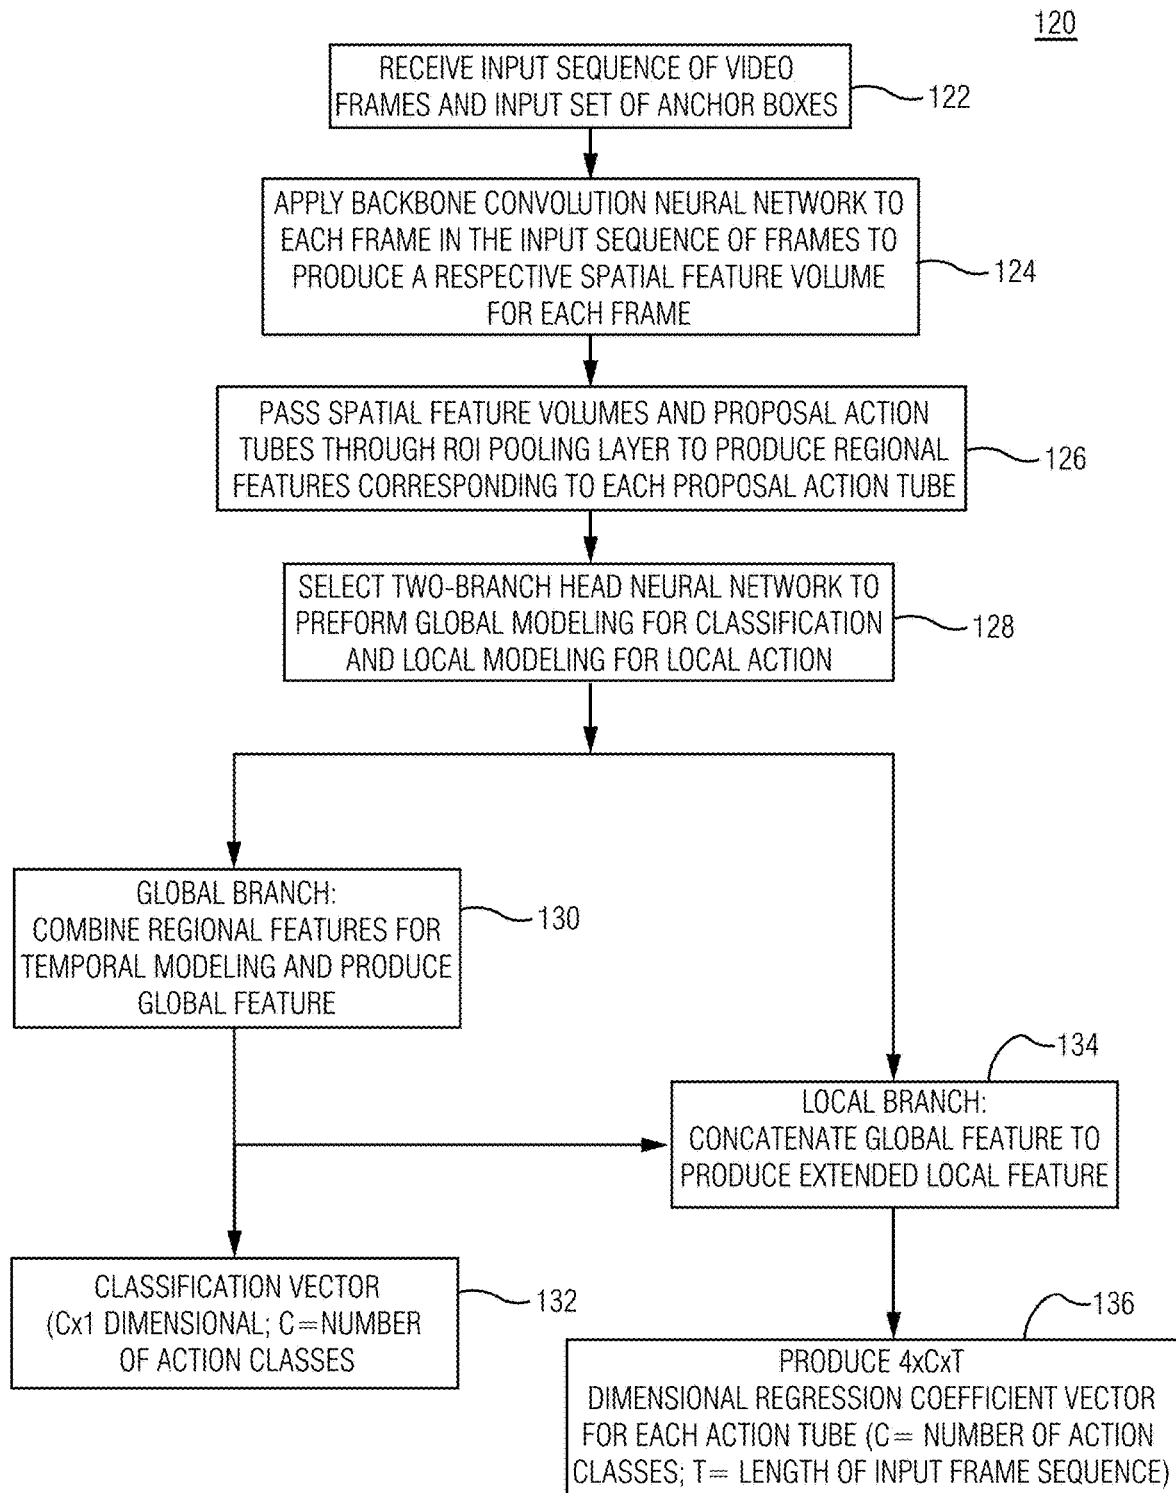 120
RECEIVE INPUT SEQUENCE OF VIDEO
FRAMES AND INPUT SET OF ANCHOR BOXES
122
APPLY BACKBONE CONVOLUTION NEURAL NETWORK TO
EACH FRAME IN THE INPUT SEQUENCE OF FRAMES TO
PRODUCE A RESPECTIVE SPATIAL FEATURE VOLUME
FOR EACH FRAME
124
PASS SPATIAL FEATURE VOLUMES AND PROPOSAL ACTION
TUBES THROUGH ROI POOLING LAYER TO PRODUCE REGIONAL
FEATURES CORRESPONDING TO EACH PROPOSAL ACTION TUBE
126
SELECT TWO-BRANCH HEAD NEURAL NETWORK TO
PREFORM GLOBAL MODELING FOR CLASSIFICATION
AND LOCAL MODELING FOR LOCAL ACTION
128
GLOBAL BRANCH:
COMBINE REGIONAL FEATURES FOR
TEMPORAL MODELING AND PRODUCE
GLOBAL FEATURE
130
134
LOCAL BRANCH:
CONCATENATE GLOBAL FEATURE TO
PRODUCE EXTENDED LOCAL FEATURE
CLASSIFICATION VECTOR
(Cx1 DIMENSIONAL; C=NUMBER
OF ACTION CLASSES
132
136
PRODUCE 4xCxT
DIMENSIONAL REGRESSION COEFFICIENT VECTOR
FOR EACH ACTION TUBE (C= NUMBER OF ACTION
CLASSES; T= LENGTH OF INPUT FRAME SEQUENCE)